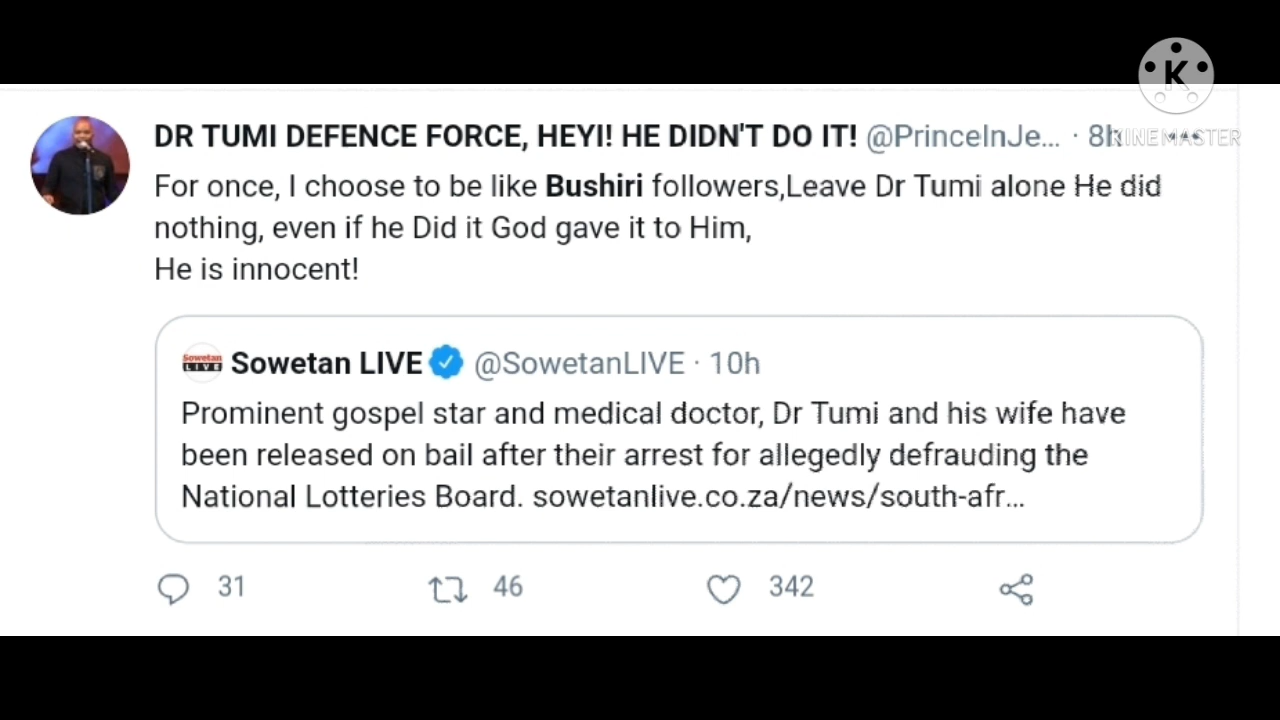 K
KINEMASTER
DR TUMI DEFENCE FORCE, HEYI! HE DIDN'T DO IT! @PrinceInJe... · 8h
For once, I choose to be like Bushiri followers,Leave Dr Tumi alone He did
nothing, even if he Did it God gave it to Him,
He is innocent!
Sowetan LIVE
Sowetan LIVE @SowetanLIVE · 10h
Prominent gospel star and medical doctor, Dr Tumi and his wife have
been released on bail after their arrest for allegedly defrauding the
National Lotteries Board. sowetanlive.co.za/news/south-afr...
31 46 342